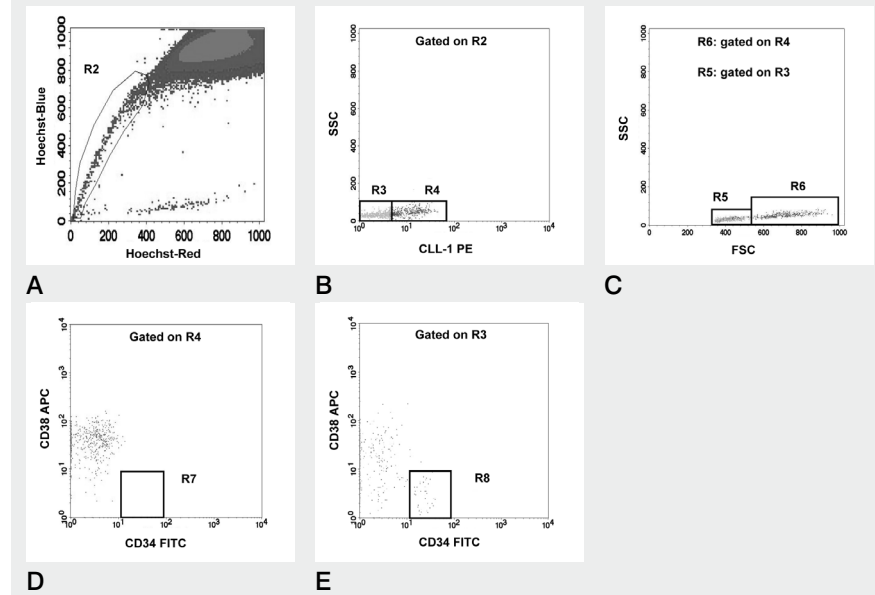 1000
800
600
400
200
0
Hoechst-Blue
R2
0 200 400 600 800 1000
Hoechst-Red
A
Gated on R2
1000
800
600
400
200
0
SSC
R3 R4
10⁰ 10¹ 10² 10³ 10⁴
CLL-1 PE
B
R6: gated on R4
R5: gated on R3
1000
800
600
400
200
0
SSC
R5 R6
0 200 400 600 800 1000
FSC
C
Gated on R4
10⁴
10³
10²
10¹
10⁰
CD38 APC
R7
10⁰ 10¹ 10² 10³ 10⁴
CD34 FITC
D
Gated on R3
10⁴
10³
10²
10¹
10⁰
CD38 APC
R8
10⁰ 10¹ 10² 10³ 10⁴
CD34 FITC
E